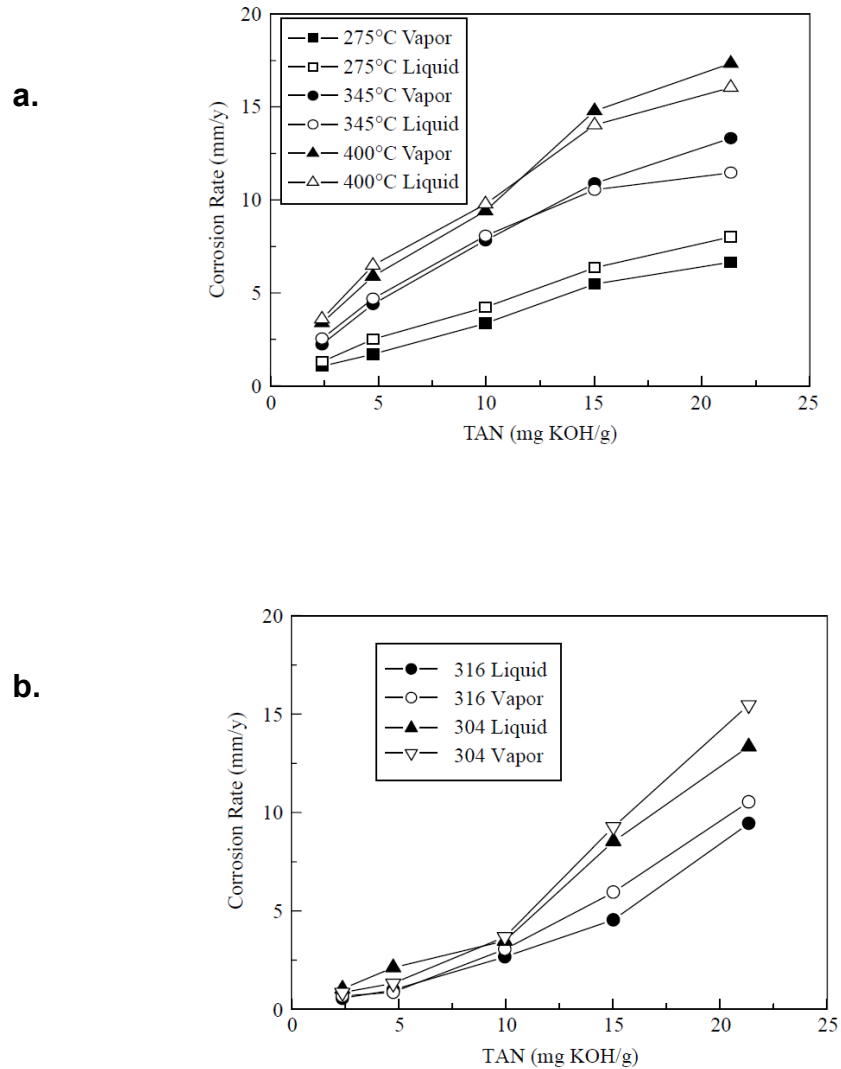 a.
20
15
10
5
0
Corrosion Rate (mm/y)
275°C Vapor
275°C Liquid
345°C Vapor
345°C Liquid
400°C Vapor
400°C Liquid
0 5 10 15 20 25
TAN (mg KOH/g)
b.
20
15
10
5
0
Corrosion Rate (mm/y)
316 Liquid
316 Vapor
304 Liquid
304 Vapor
0 5 10 15 20 25
TAN (mg KOH/g)